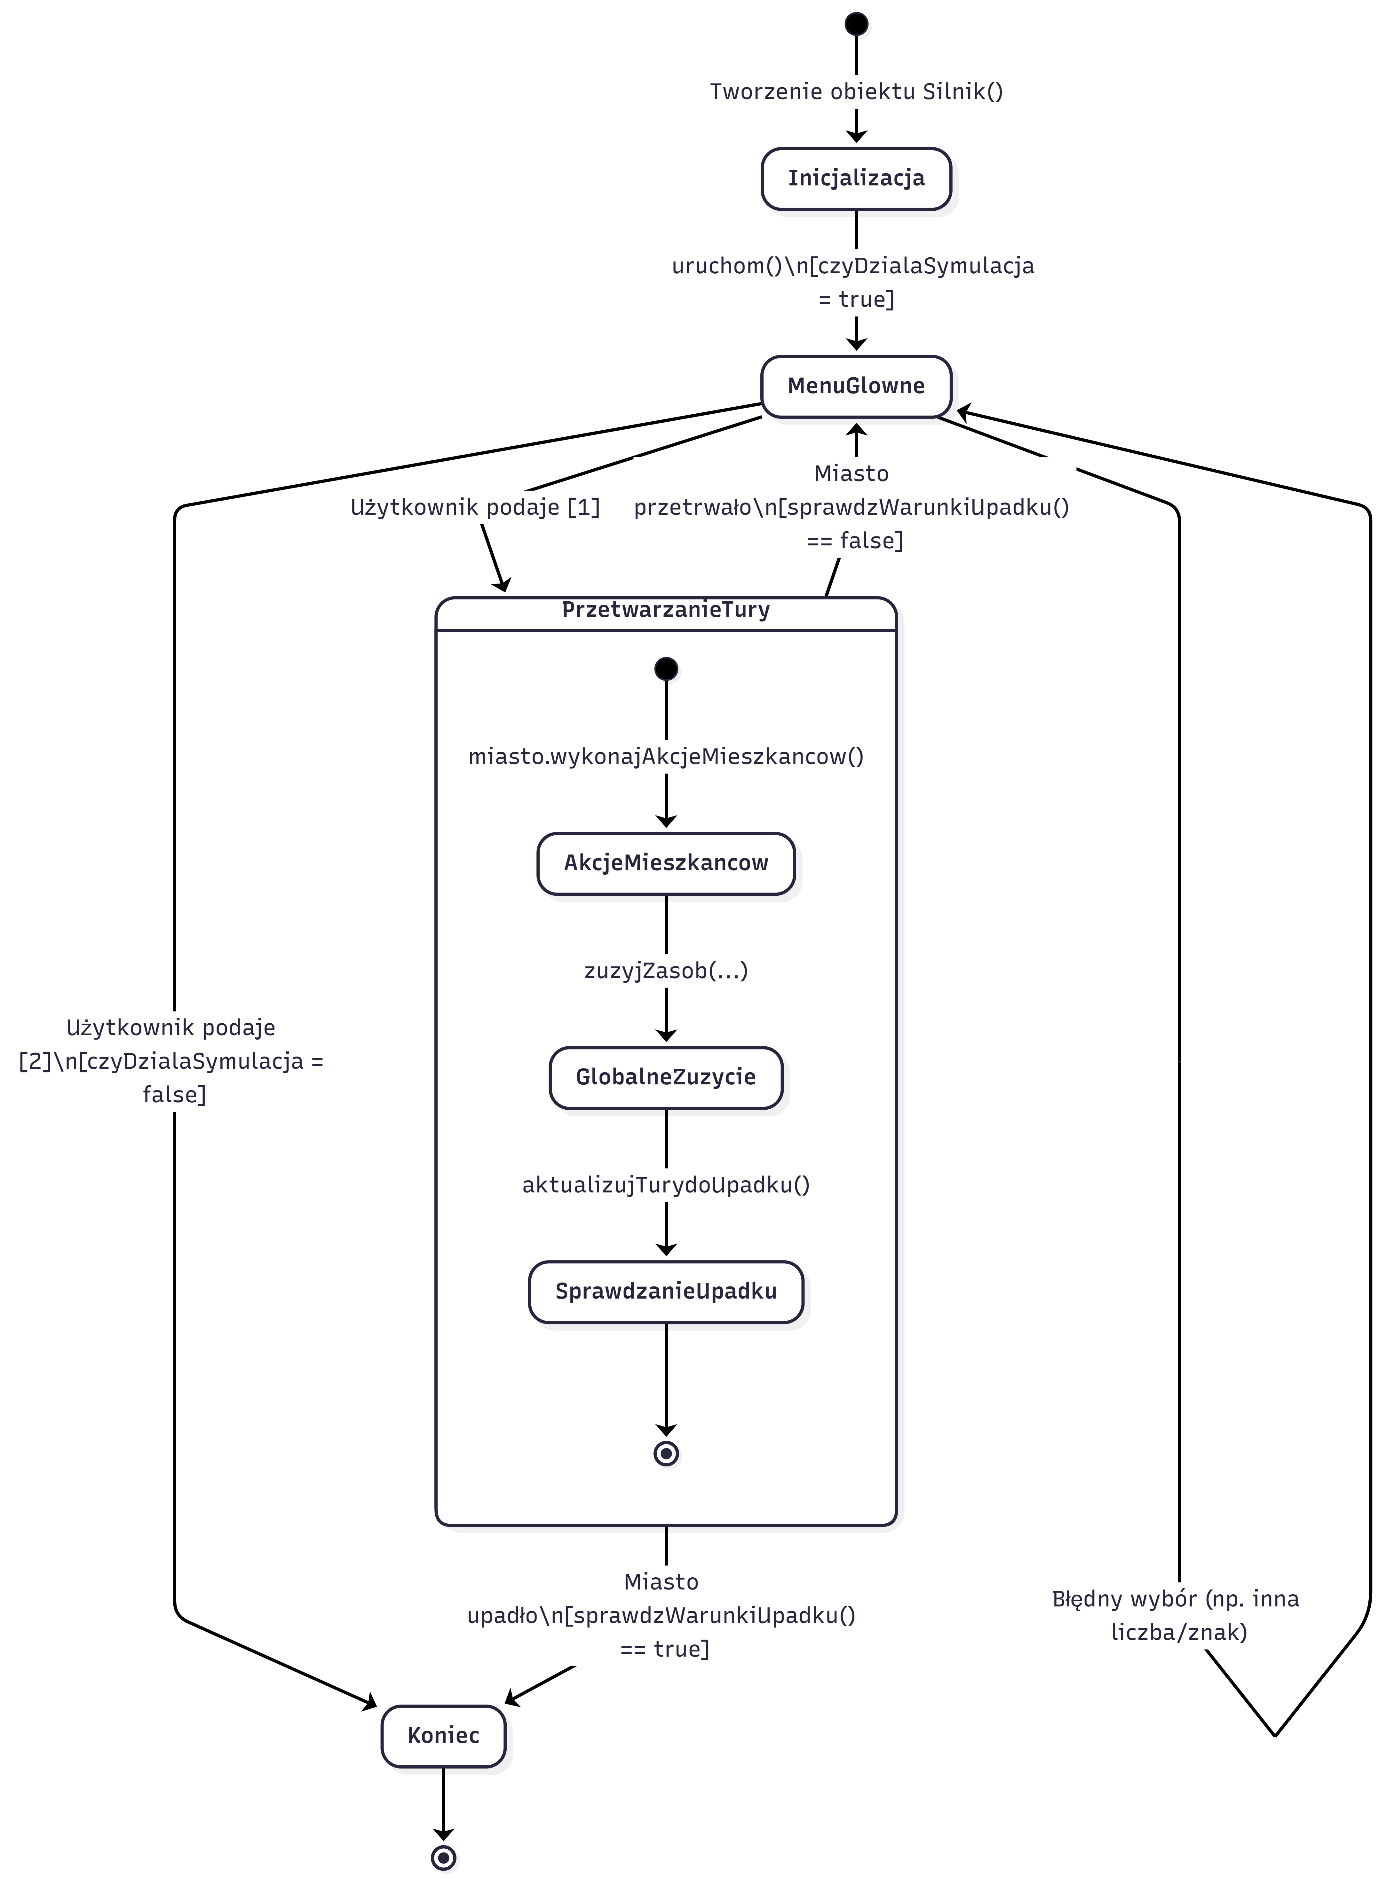 Tworzenie obiektu Silnik()
Inicjalizacja
uruchom()\n[czyDzialaSymulacja
= true]
MenuGlowne
Użytkownik podaje [1]
Miasto
przetrwało\n[sprawdzWarunkiUpadku()
== false]
PrzetwarzanieTury
miasto.wykonajAkcjeMieszkancow()
AkcjeMieszkancow
zuzyjZasob(...)
GlobalneZuzycie
aktualizujTurydoUpadku()
SprawdzanieUpadku
Użytkownik podaje
[2]\n[czyDzialaSymulacja =
false]
Miasto
upadło\n[sprawdzWarunkiUpadku()
== true]
Błędny wybór (np. inna
liczba/znak)
Koniec